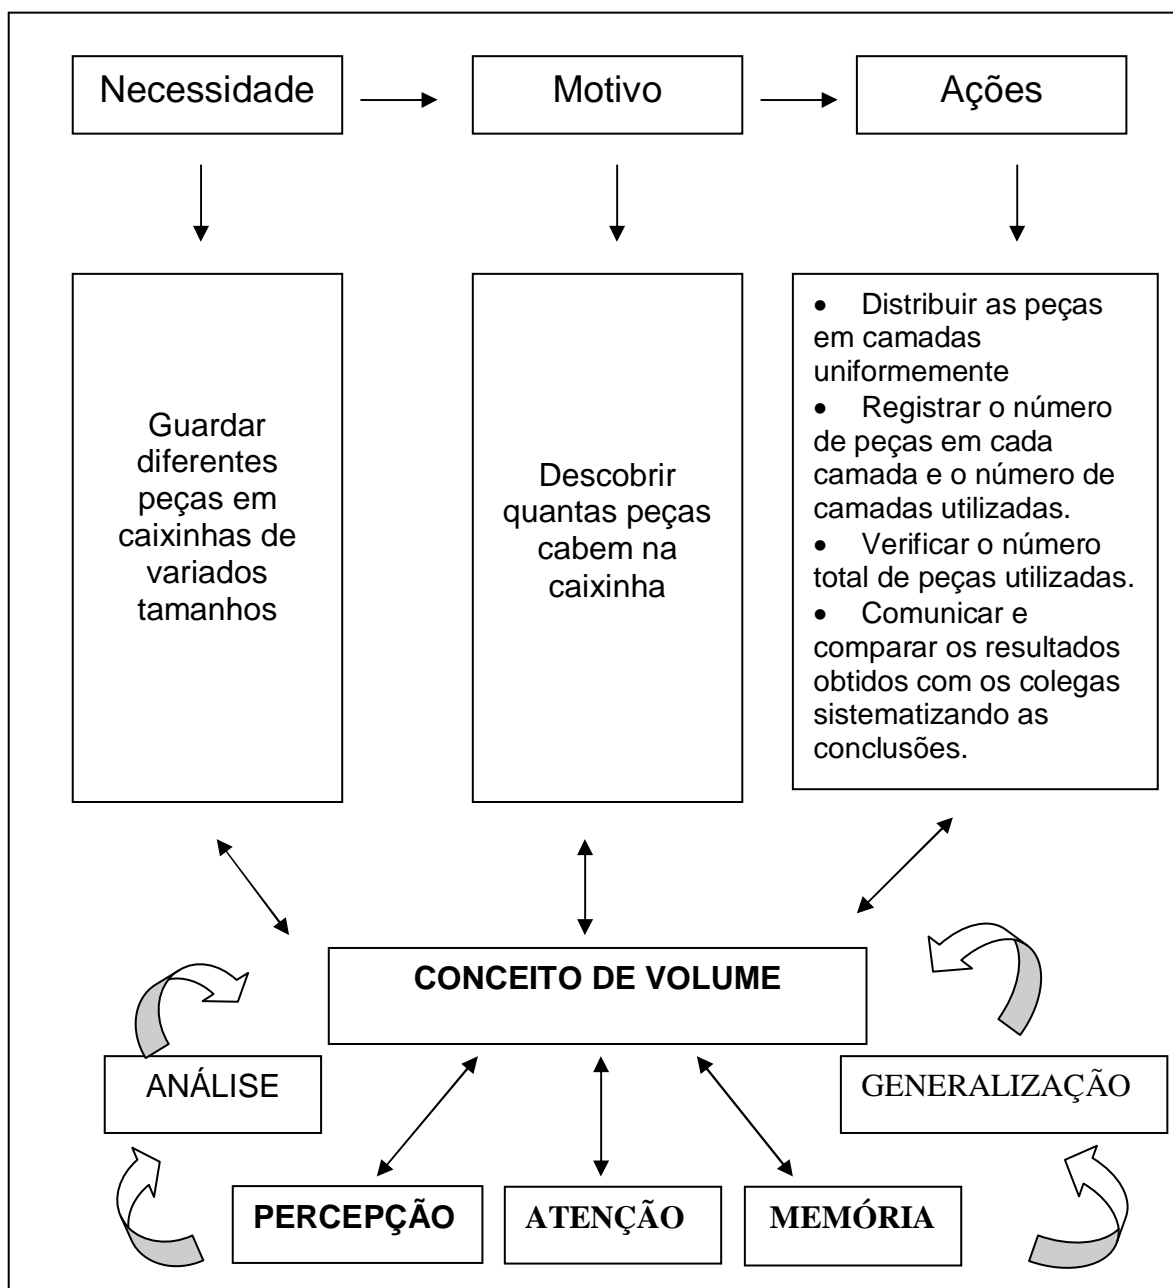 Necessidade
Motivo
Ações
Guardar
diferentes
peças em
caixinhas de
variados
tamanhos
Descobrir
quantas peças
cabem na
caixinha
• Distribuir as peças
em camadas
uniformemente
• Registrar o número
de peças em cada
camada e o número de
camadas utilizadas.
• Verificar o número
total de peças utilizadas.
• Comunicar e
comparar os resultados
obtidos com os colegas
sistematizando as
conclusões.
CONCEITO DE VOLUME
ANÁLISE
GENERALIZAÇÃO
PERCEPÇÃO
ATENÇÃO
MEMÓRIA